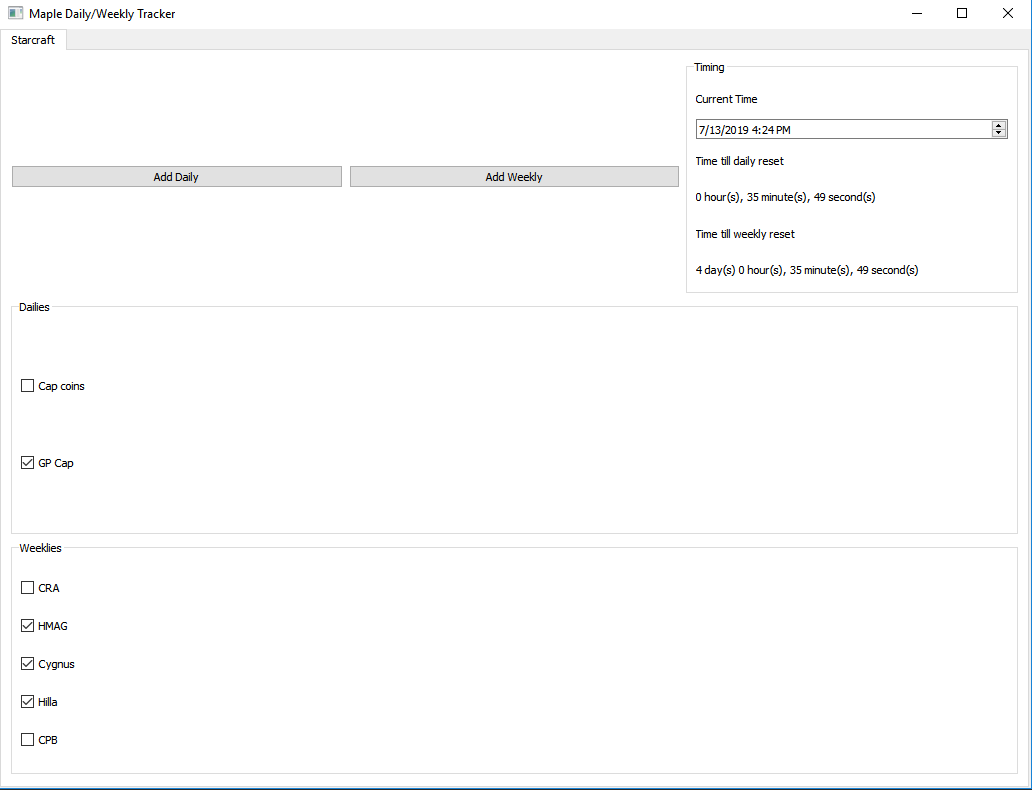 Maple Daily/Weekly Tracker
Starcraft
Timing
Current Time
7/13/2019 4:24 PM
Time till daily reset
Add Daily
Add Weekly
0 hour(s), 35 minute(s), 49 second(s)
Time till weekly reset
4 day(s) 0 hour(s), 35 minute(s), 49 second(s)
Dailies
Cap coins
GP Cap
Weeklies
CRA
HMAG
Cygnus
Hilla
CPB